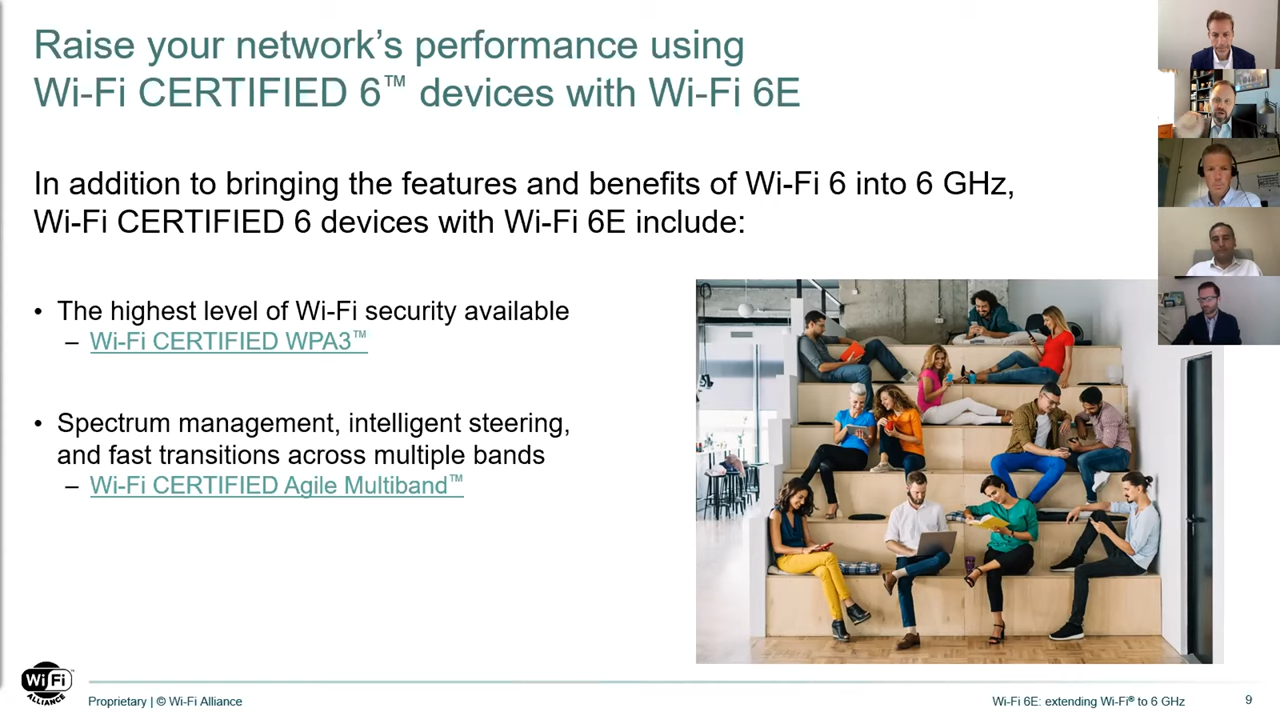 Raise your network’s performance using
Wi-Fi CERTIFIED 6™ devices with Wi-Fi 6E
In addition to bringing the features and benefits of Wi-Fi 6 into 6 GHz,
Wi-Fi CERTIFIED 6 devices with Wi-Fi 6E include:
• The highest level of Wi-Fi security available
– Wi-Fi CERTIFIED WPA3™
• Spectrum management, intelligent steering,
and fast transitions across multiple bands
– Wi-Fi CERTIFIED Agile Multiband™
Wi Fi™
ALLIANCE
Proprietary | © Wi-Fi Alliance
Wi-Fi 6E: extending Wi-Fi® to 6 GHz
9